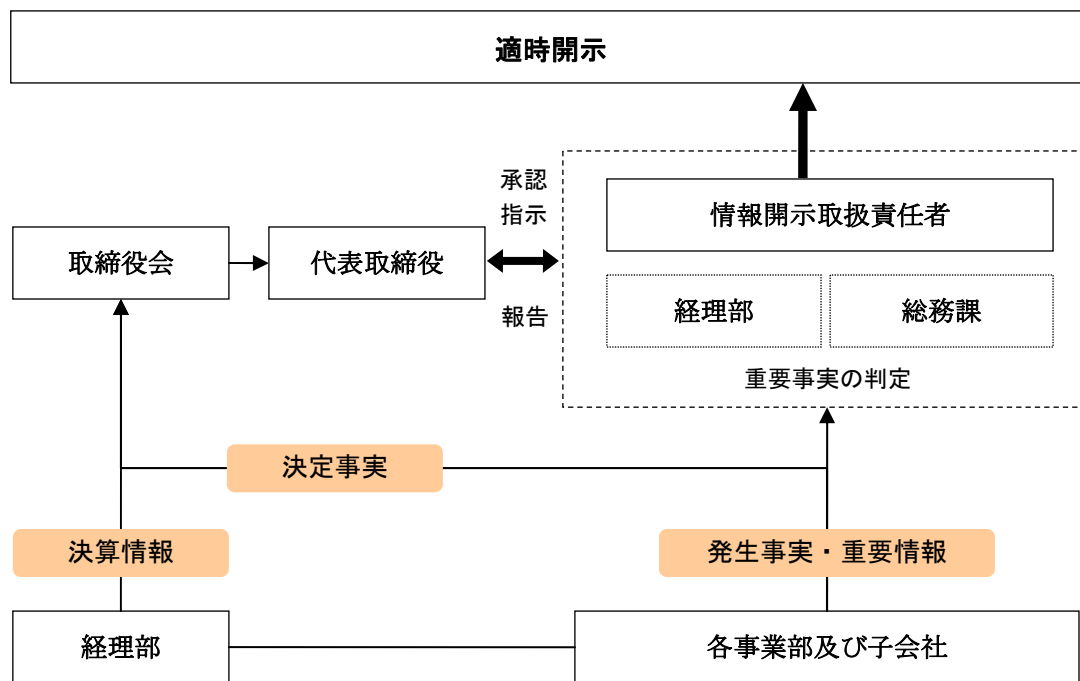 適時開示
承認
指示
情報開示取扱責任者
取締役会
代表取締役
報告
経理部
総務課
重要事実の判定
決定事実
決算情報
発生事実・重要情報
経理部
各事業部及び子会社